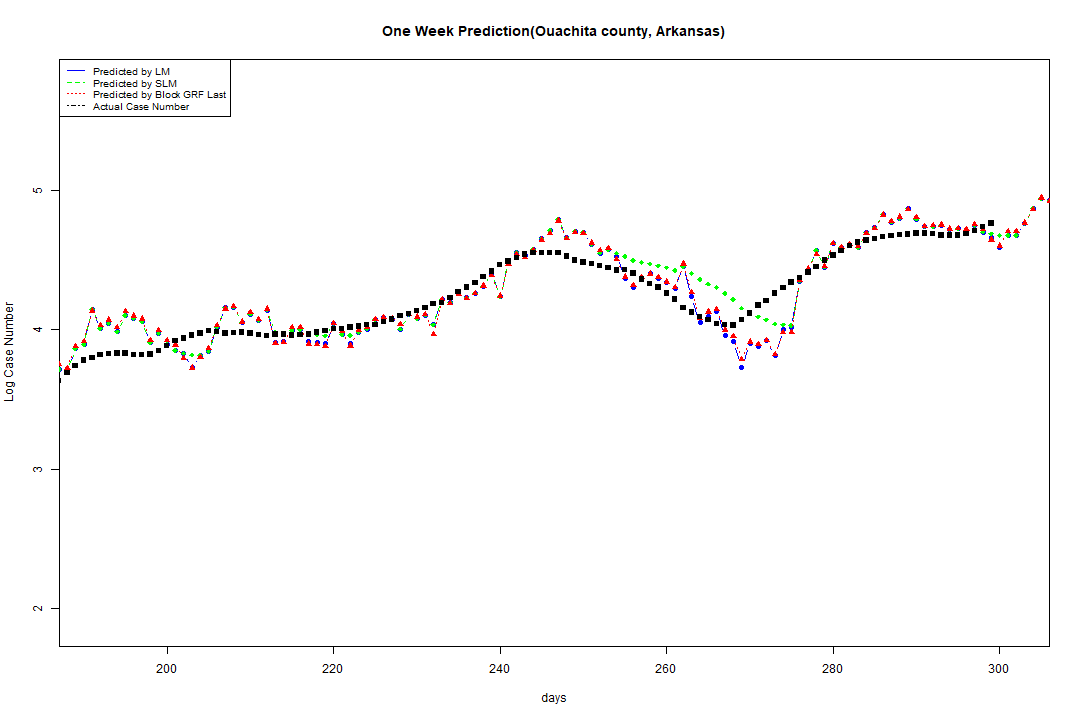 One Week Prediction(Ouachita county, Arkansas)
Predicted by LM
Predicted by SLM
Predicted by Block GRF Last
Actual Case Number
Log Case Number
5
4
3
2
200 220 240 260 280 300
days